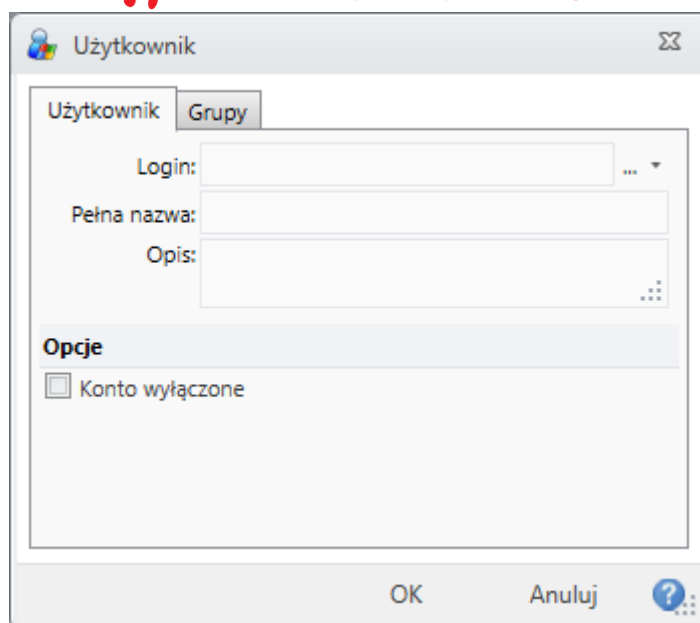 Użytkownik
Użytkownik Grupy
Login: ...
Pełna nazwa:
Opis:
Opcje
Konto wyłączone
OK Anuluj ?